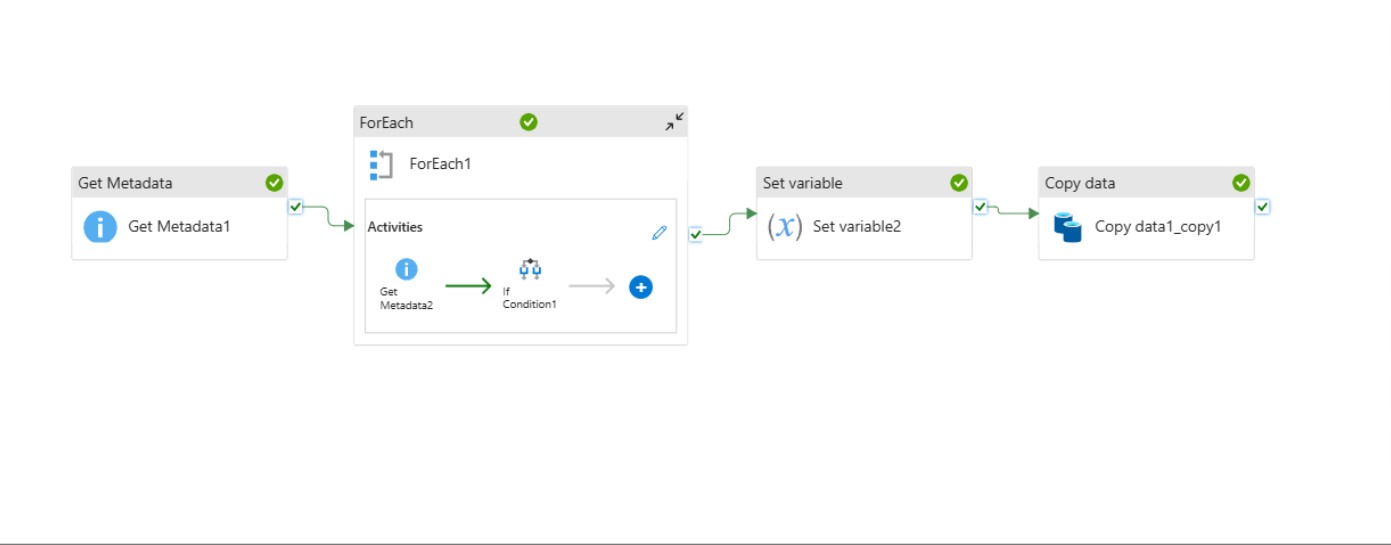 Get Metadata
Get Metadata1
ForEach
ForEach1
Activities
Get
Metadata2
If
Condition1
Set variable
(x) Set variable2
Copy data
Copy data1_copy1